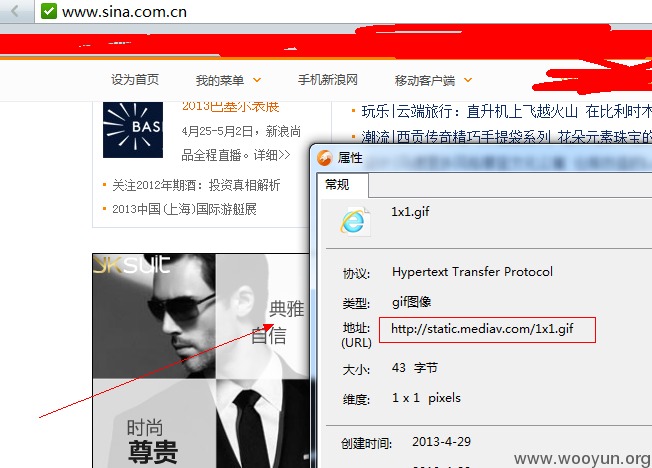 www.sina.com.cn
设为首页 我的菜单 手机新浪网 移动客户端
2013巴塞尔表展
BAS
4月25-5月2日，新浪尚
品全程直播。详细>>
关注2012年期酒：投资真相解析
2013中国(上海)国际游艇展
玩乐|云端旅行：直升机上飞越火山 在比利时木
潮流|西贡传奇精巧手提袋系列 花朵元素珠宝的
属性
常规
1x1.gif
协议: Hypertext Transfer Protocol
类型: gif图像
地址: http://static.mediav.com/1x1.gif
(URL)
大小: 43 字节
维度: 1 x 1 pixels
创建时间: 2013-4-29
YKSUIT
典雅
自信
时尚
尊贵
www.wooyun.org